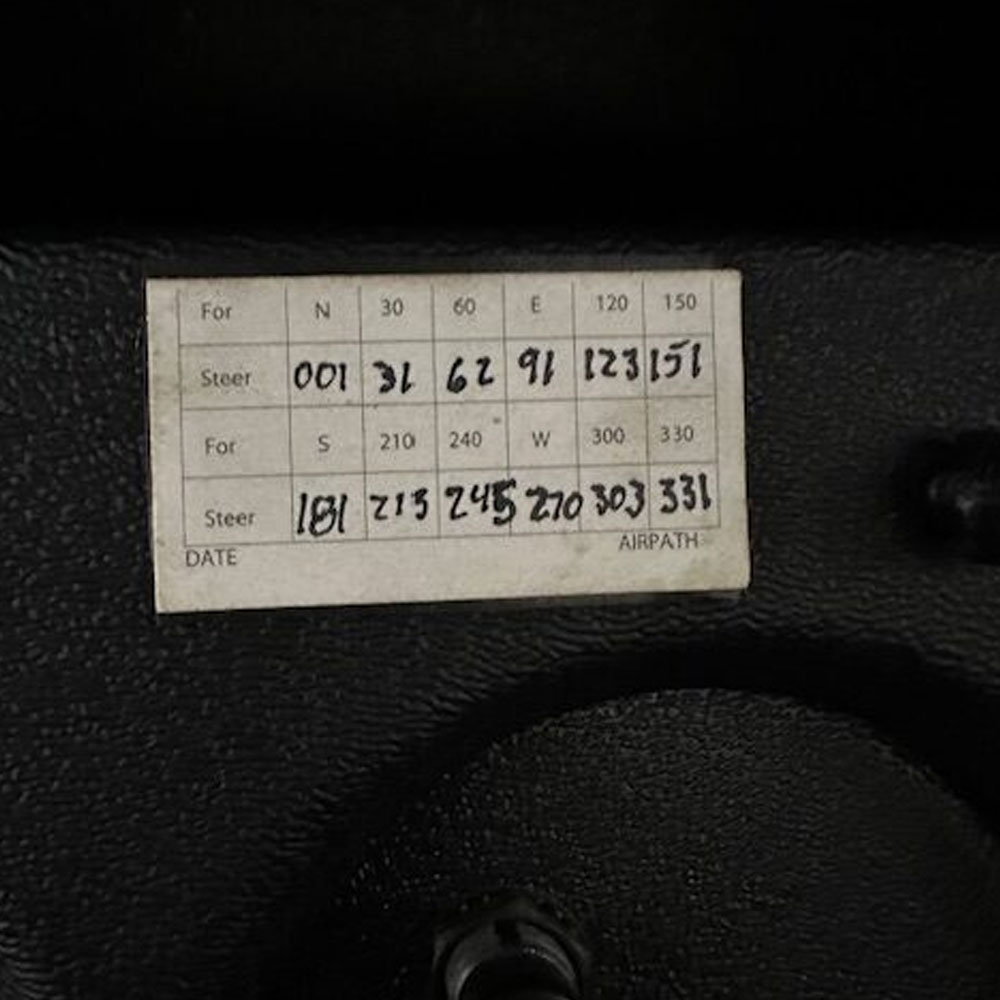 For N 30 60 E 120 150
Steer 001 31 62 91 123 151
For S 210 240 W 300 330
Steer 181 213 245 270 303 331
DATE AIRPATH